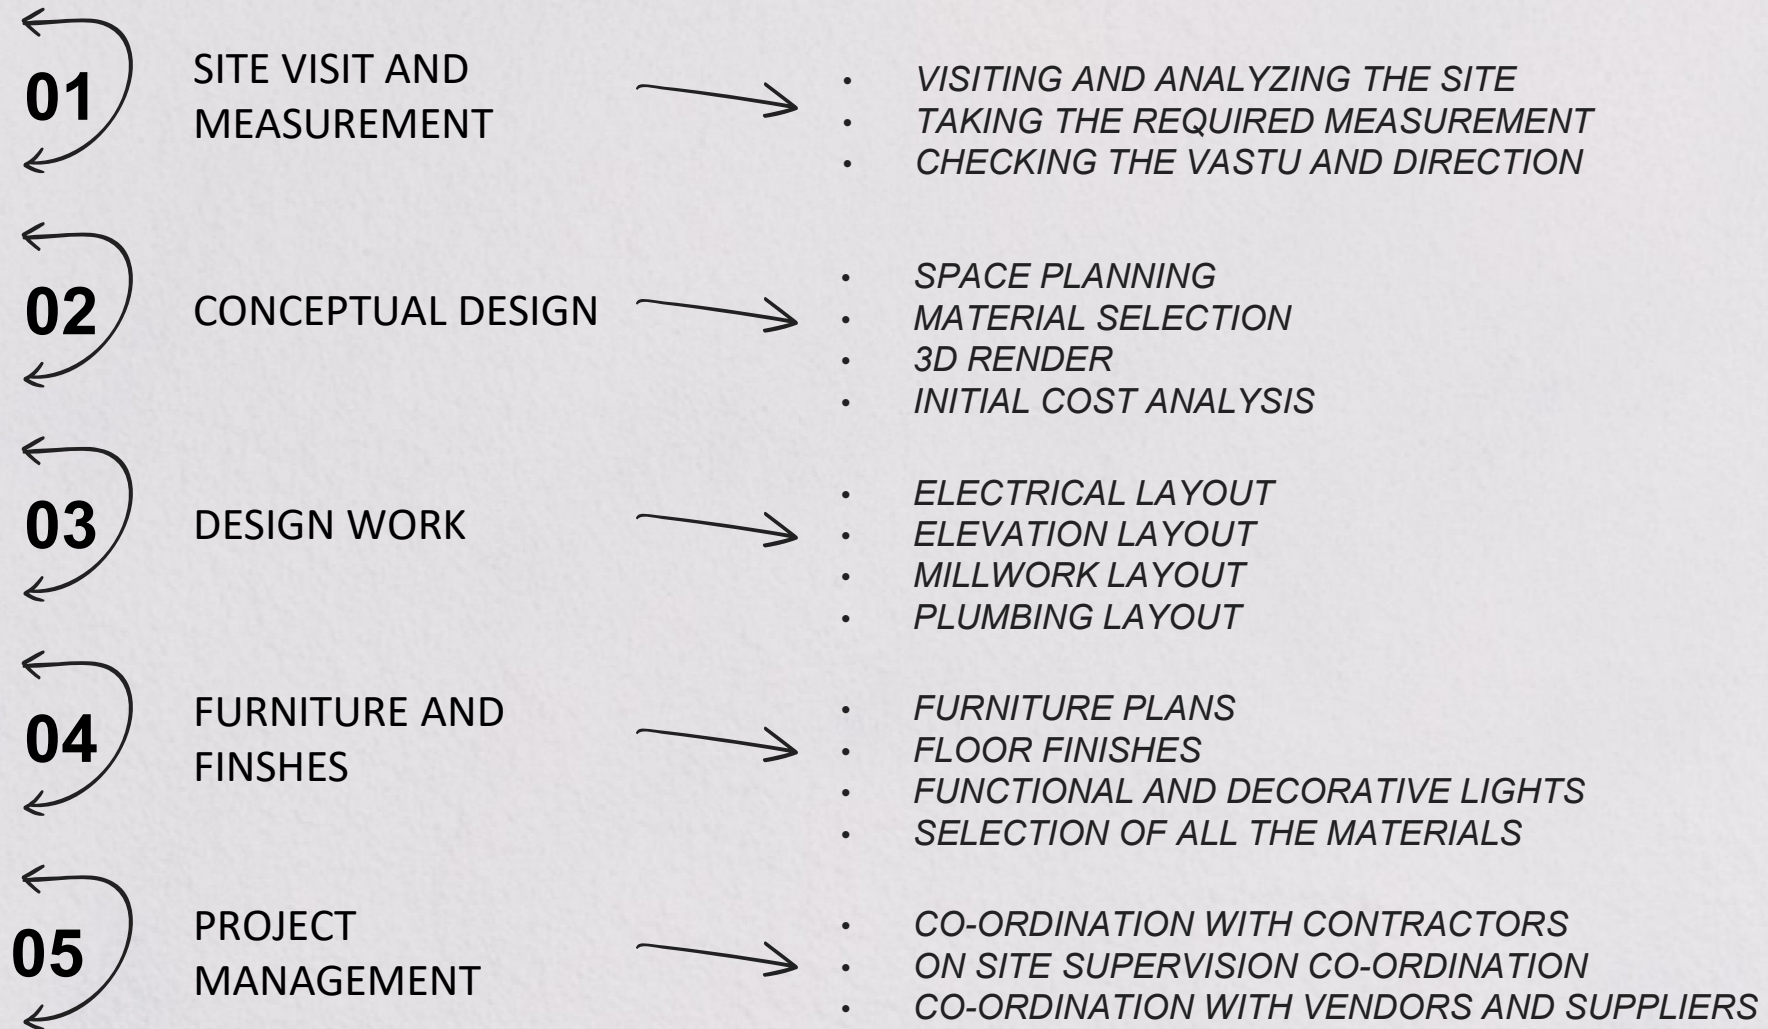 01
SITE VISIT AND
MEASUREMENT
• VISITING AND ANALYZING THE SITE
• TAKING THE REQUIRED MEASUREMENT
• CHECKING THE VASTU AND DIRECTION
02
CONCEPTUAL DESIGN
• SPACE PLANNING
• MATERIAL SELECTION
• 3D RENDER
• INITIAL COST ANALYSIS
03
DESIGN WORK
• ELECTRICAL LAYOUT
• ELEVATION LAYOUT
• MILLWORK LAYOUT
• PLUMBING LAYOUT
04
FURNITURE AND
FINSHES
• FURNITURE PLANS
• FLOOR FINISHES
• FUNCTIONAL AND DECORATIVE LIGHTS
• SELECTION OF ALL THE MATERIALS
05
PROJECT
MANAGEMENT
• CO-ORDINATION WITH CONTRACTORS
• ON SITE SUPERVISION CO-ORDINATION
• CO-ORDINATION WITH VENDORS AND SUPPLIERS